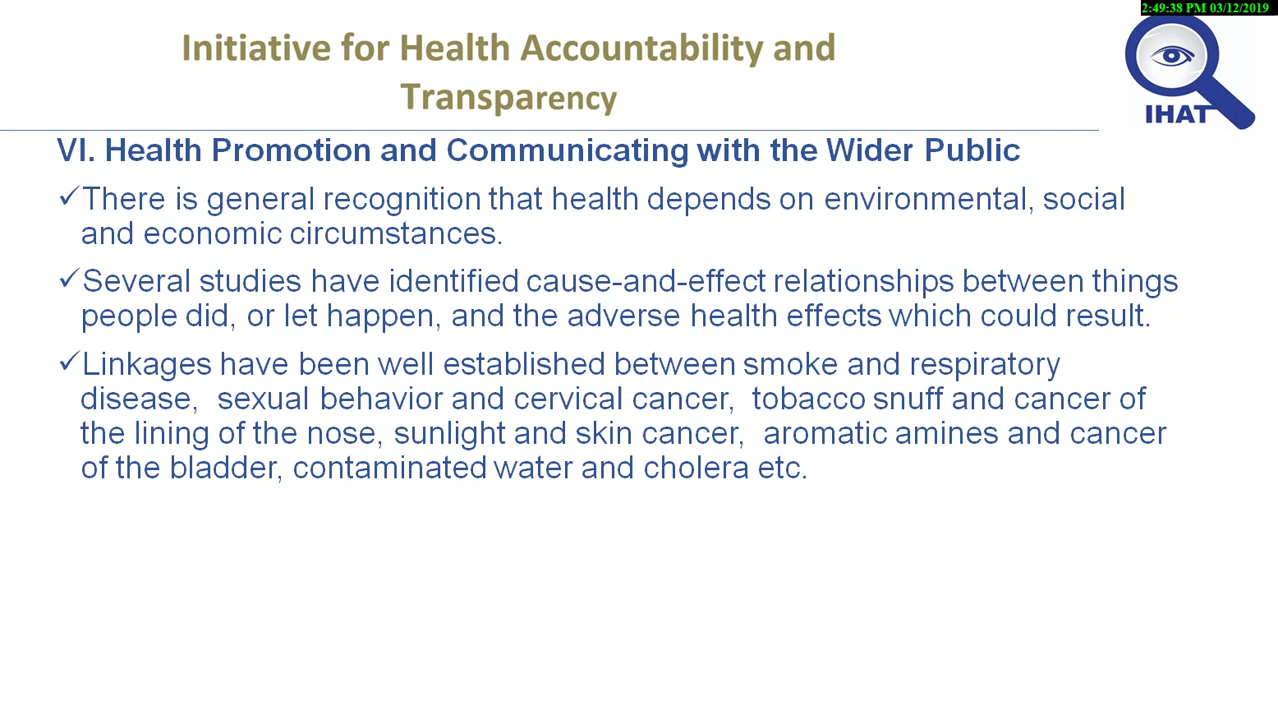 2:49:38 PM 03/12/2019
Initiative for Health Accountability and
Transparency
IHAT
VI. Health Promotion and Communicating with the Wider Public
✓There is general recognition that health depends on environmental, social
and economic circumstances.
✓Several studies have identified cause-and-effect relationships between things
people did, or let happen, and the adverse health effects which could result.
✓Linkages have been well established between smoke and respiratory
disease,  sexual behavior and cervical cancer,  tobacco snuff and cancer of
the lining of the nose, sunlight and skin cancer,  aromatic amines and cancer
of the bladder, contaminated water and cholera etc.